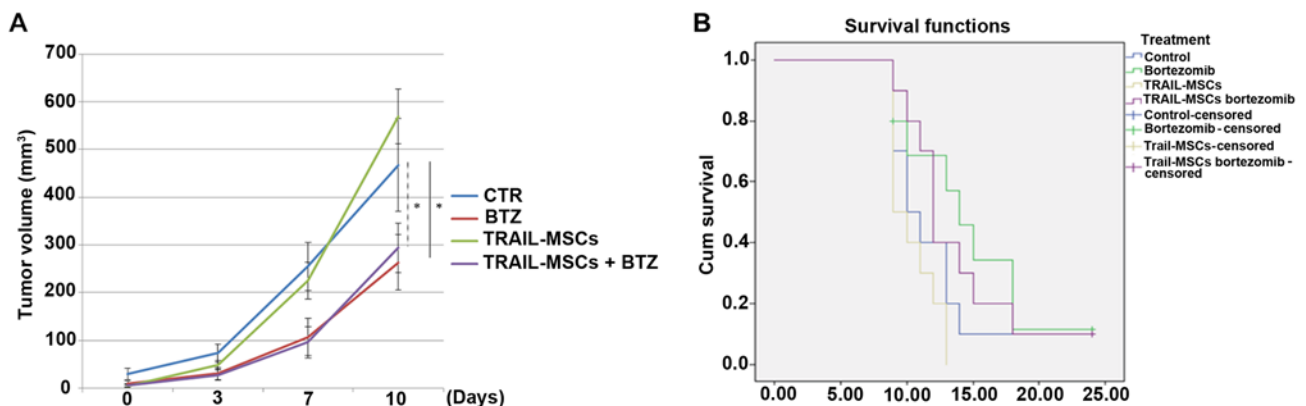 A
700
600
500
400
300
200
100
0
Tumor volume (mm³)
0 3 7 10 (Days)
*
*
CTR
BTZ
TRAIL-MSCs
TRAIL-MSCs + BTZ
B
Survival functions
1.0
0.8
0.6
0.4
0.2
0.0
Cum survival
0.00 5.00 10.00 15.00 20.00 25.00
Treatment
Control
Bortezomib
TRAIL-MSCs
TRAIL-MSCs bortezomib
Control-censored
Bortezomib-censored
Trail-MSCs-censored
Trail-MSCs bortezomib-
censored